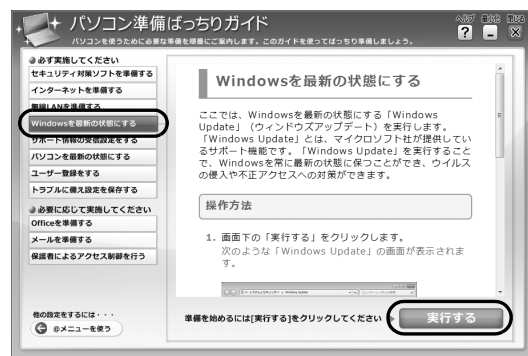 パソコン準備ばっちりガイド
パソコンを使うために必要な準備を順番にご案内します。このガイドを使ってばっちり準備しましょう。
ヘルプ 最小化 閉じる
必ず実施してください
セキュリティ対策ソフトを準備する
インターネットを準備する
無線LANを準備する
Windowsを最新の状態にする
サポート情報の受信設定をする
パソコンを最新の状態にする
ユーザー登録をする
トラブルに備え設定を保存する
必要に応じて実施してください
Officeを準備する
メールを準備する
保護者によるアクセス制御を行う
他の設定をするには・・・
@メニューを使う
Windowsを最新の状態にする
ここでは、Windowsを最新の状態にする「Windows
Update」(ウィンドウズアップデート)を実行します。
「Windows Update」とは、マイクロソフト社が提供してい
るサポート機能です。「Windows Update」を実行すること
で、Windowsを常に最新の状態に保つことができ、ウイルス
の侵入や不正アクセスへの対策ができます。
操作方法
1. 画面下の「実行する」をクリックします。
次のような「Windows Update」の画面が表示されま
す。
準備を始めるには[実行する]をクリックしてください
実行する